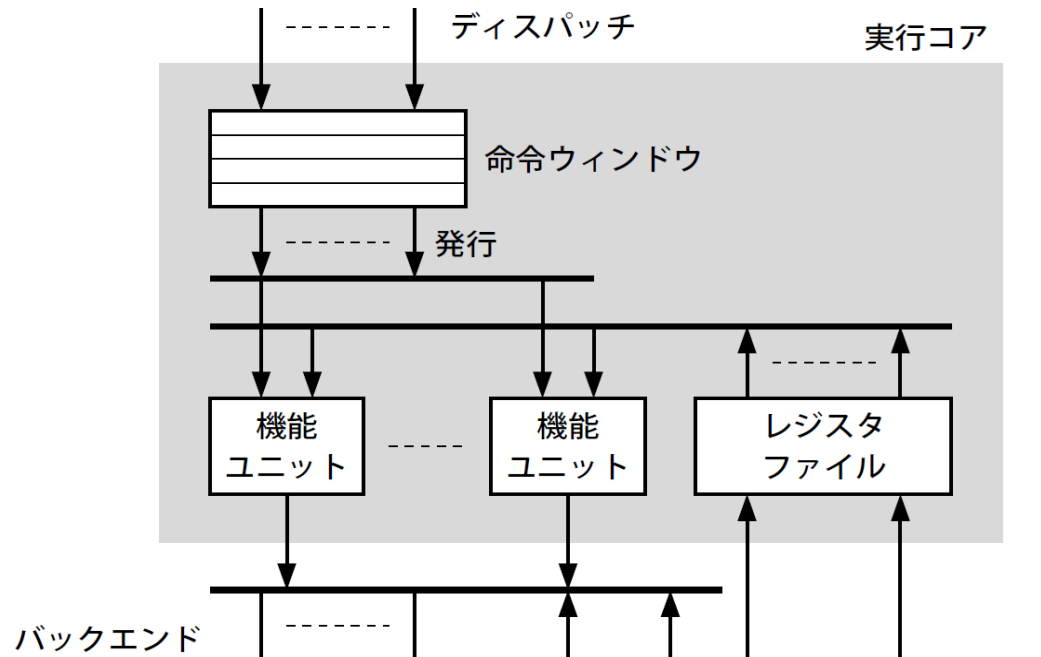 ディスパッチ
実行コア
命令ウィンドウ
発行
機能
ユニット
機能
ユニット
レジスタ
ファイル
バックエンド